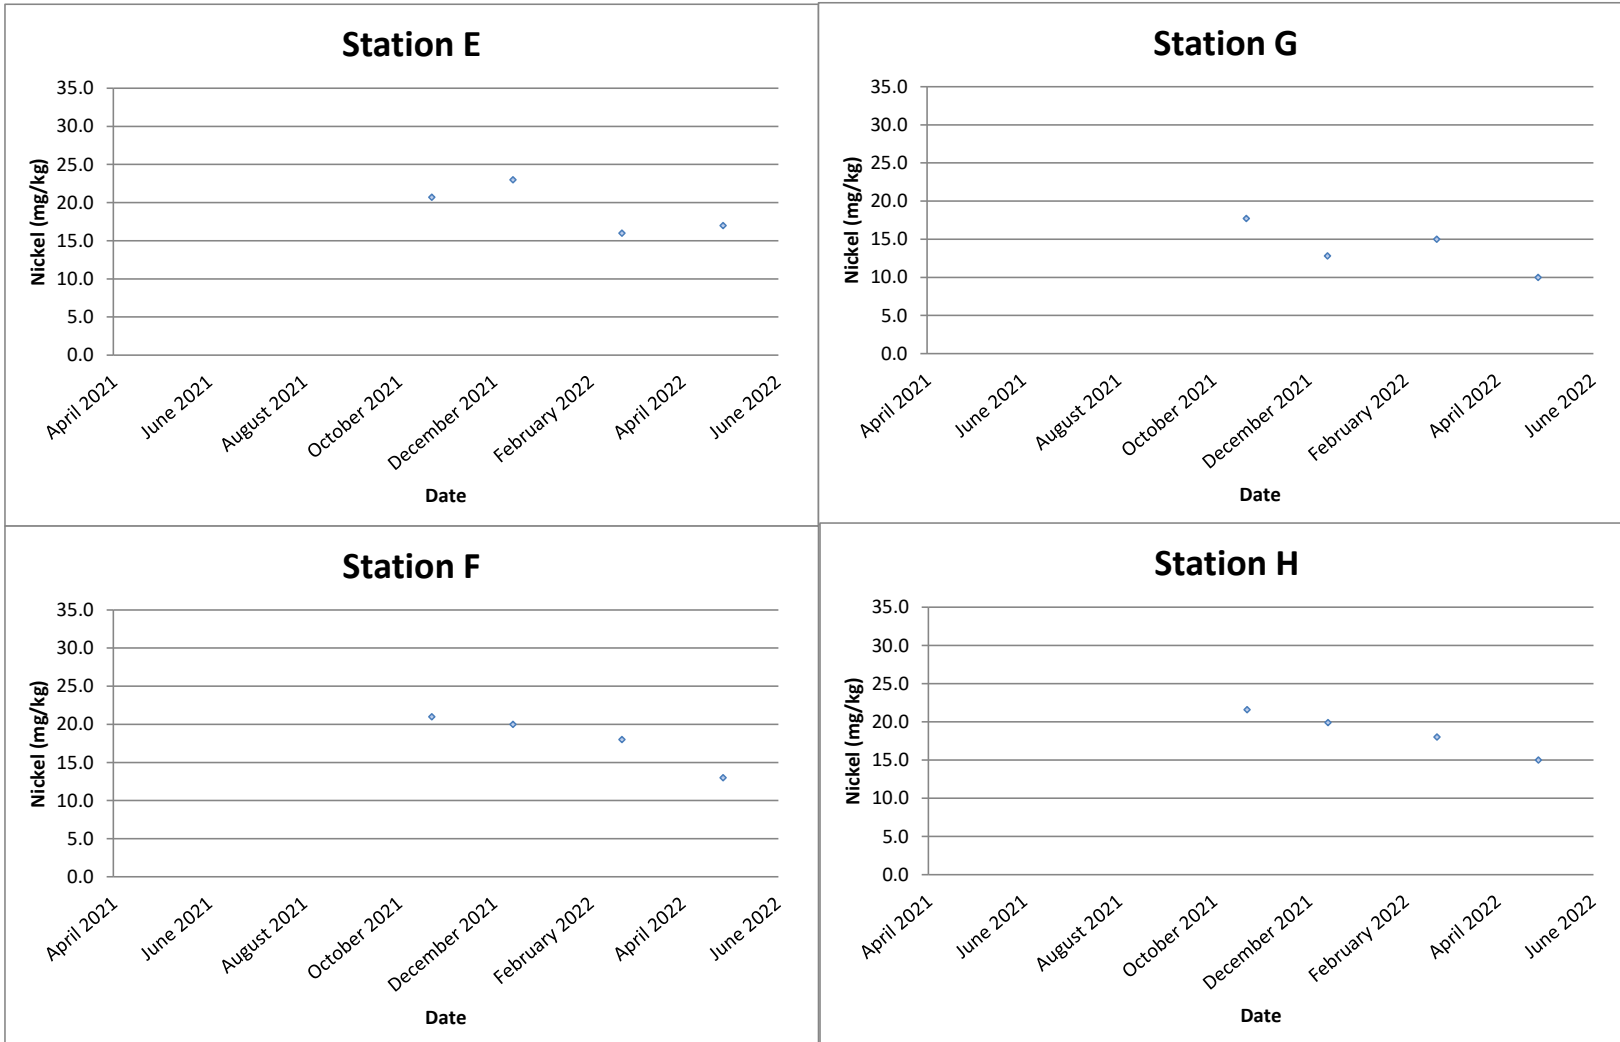 Station E
35.0
30.0
25.0
20.0
15.0
10.0
5.0
0.0
Nickel (mg/kg)
April 2021
June 2021
August 2021
October 2021
December 2021
February 2022
April 2022
June 2022
Date
Station G
35.0
30.0
25.0
20.0
15.0
10.0
5.0
0.0
Nickel (mg/kg)
April 2021
June 2021
August 2021
October 2021
December 2021
February 2022
April 2022
June 2022
Date
Station F
35.0
30.0
25.0
20.0
15.0
10.0
5.0
0.0
Nickel (mg/kg)
April 2021
June 2021
August 2021
October 2021
December 2021
February 2022
April 2022
June 2022
Date
Station H
35.0
30.0
25.0
20.0
15.0
10.0
5.0
0.0
Nickel (mg/kg)
April 2021
June 2021
August 2021
October 2021
December 2021
February 2022
April 2022
June 2022
Date